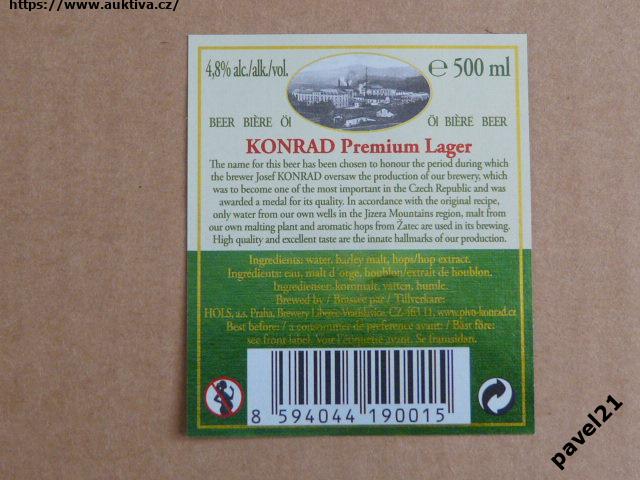 https://www.auktiva.cz/
4,8% alc./alk./vol.
℮ 500 ml
BEER BIÈRE ÖI
ÖI BIÈRE BEER
KONRAD Premium Lager
The name for this beer has been chosen to honour the period during which
the brewer Josef KONRAD oversaw the production of our brewery, which
was to become one of the most important in the Czech Republic and was
awarded a medal for its quality. In accordance with the original recipe,
only water from our own wells in the Jizera Mountains region, malt from
our own malting plant and aromatic hops from Žatec are used in its brewing.
High quality and excellent taste are the innate hallmarks of our production.
Ingredients: water, barley malt, hops/hop extract.
Ingrédients: eau, malt d´orge, houblon/extrait de houblon.
Ingredienser: kornmalt, vatten, humle.
Brewed by / Brassée par / Tillverkare:
HOLS, a.s. Praha, Brewery Liberec-Vratislavice, CZ-463 11, www.pivo-konrad.cz
Best before: / à consommer de préférence avant: / Bäst före:
see front label. Voir l'étiquette avant. Se framsidan.
8 594044 190015
pavel21